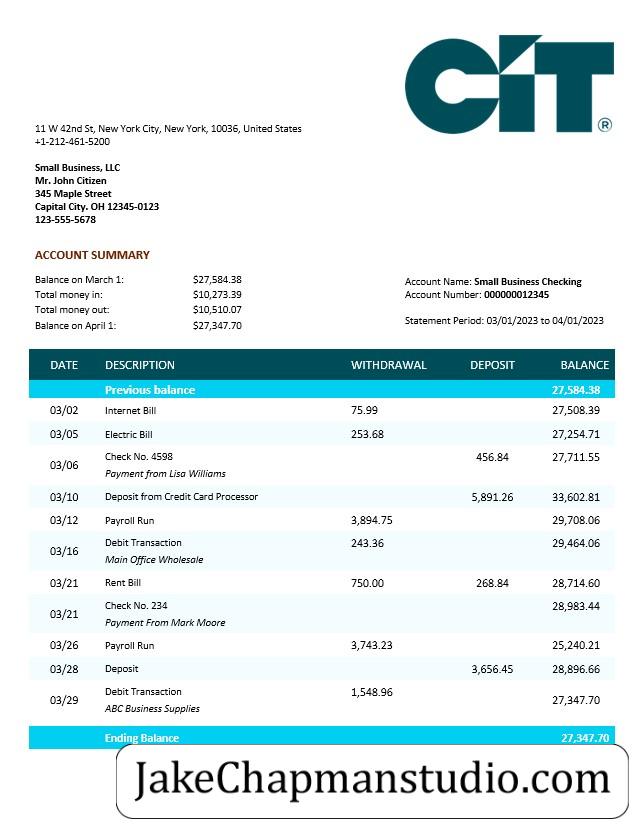 CiT®
11 W 42nd St, New York City, New York, 10036, United States
+1-212-461-5200
Small Business, LLC
Mr. John Citizen
345 Maple Street
Capital City. OH 12345-0123
123-555-5678
ACCOUNT SUMMARY
Balance on March 1: $27,584.38
Total money in: $10,273.39
Total money out: $10,510.07
Balance on April 1: $27,347.70
Account Name: Small Business Checking
Account Number: 000000012345
Statement Period: 03/01/2023 to 04/01/2023
DATE DESCRIPTION WITHDRAWAL DEPOSIT BALANCE
Previous balance 27,584.38
03/02 Internet Bill 75.99 27,508.39
03/05 Electric Bill 253.68 27,254.71
03/06 Check No. 4598 456.84 27,711.55
Payment from Lisa Williams
03/10 Deposit from Credit Card Processor 5,891.26 33,602.81
03/12 Payroll Run 3,894.75 29,708.06
03/16 Debit Transaction 243.36 29,464.06
Main Office Wholesale
03/21 Rent Bill 750.00 268.84 28,714.60
03/21 Check No. 234 28,983.44
Payment From Mark Moore
03/26 Payroll Run 3,743.23 25,240.21
03/28 Deposit 3,656.45 28,896.66
03/29 Debit Transaction 1,548.96 27,347.70
ABC Business Supplies
Ending Balance 27,347.70
JakeChapmanstudio.com